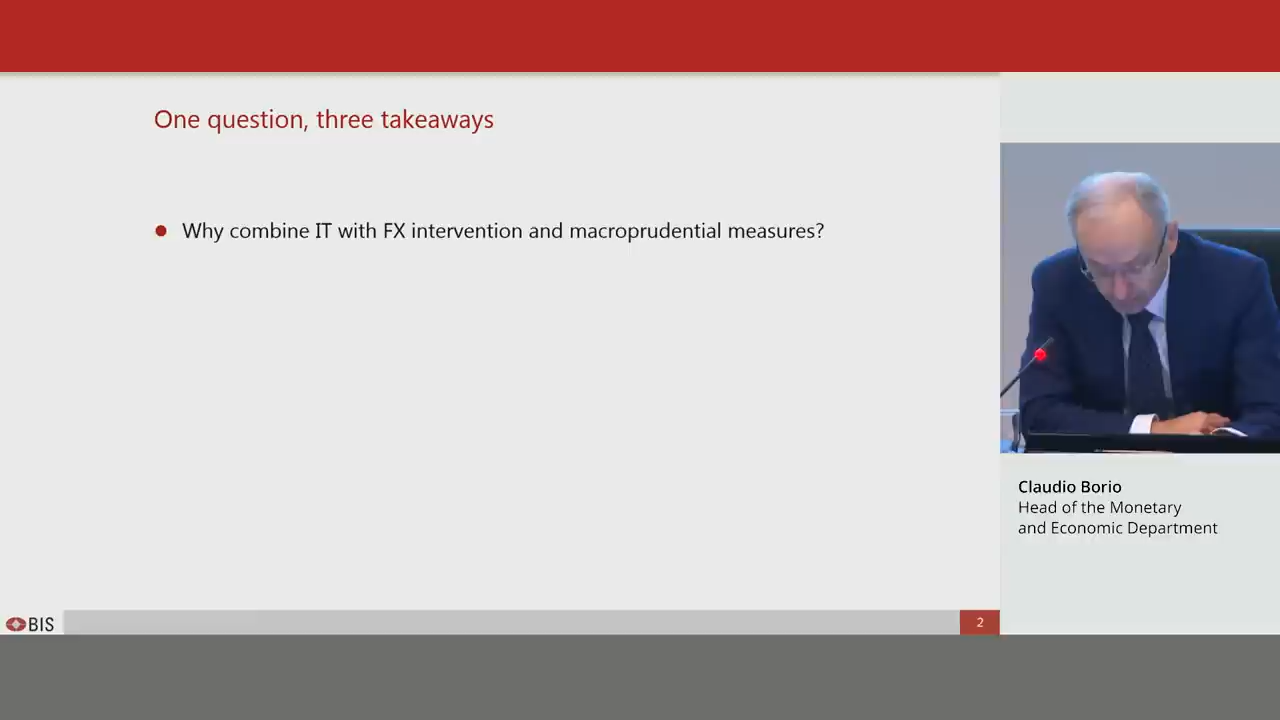 One question, three takeaways
Why combine IT with FX intervention and macroprudential measures?
Claudio Borio
Head of the Monetary
and Economic Department
BIS
2